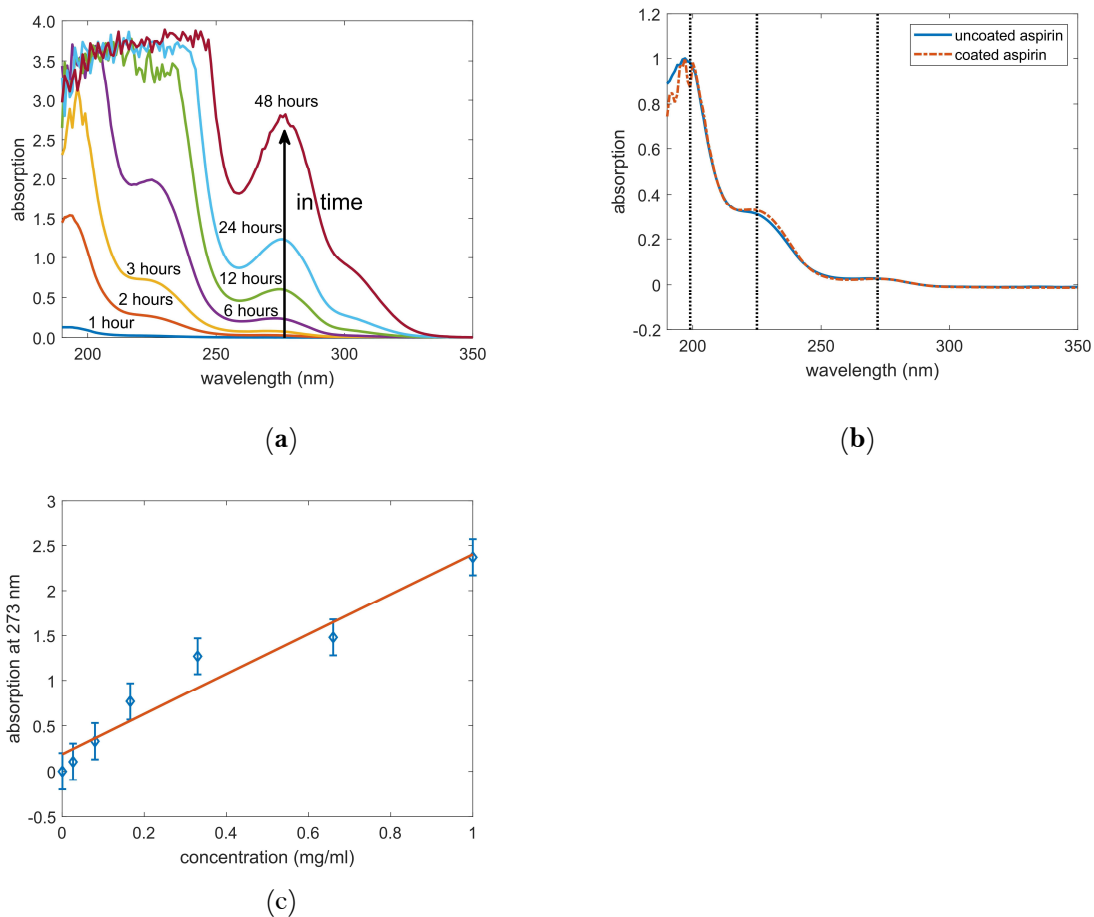 4.0
3.5
3.0
2.5
2.0
1.5
1.0
0.5
0.0
absorption
48 hours
in time
24 hours
12 hours
6 hours
3 hours
2 hours
1 hour
200
250
300
350
wavelength (nm)
(a)
1.2
1
0.8
0.6
0.4
0.2
0
-0.2
absorption
uncoated aspirin
coated aspirin
200
250
300
350
wavelength (nm)
(b)
3
2.5
2
1.5
1
0.5
0
-0.5
absorption at 273 nm
0
0.2
0.4
0.6
0.8
1
concentration (mg/ml)
(c)